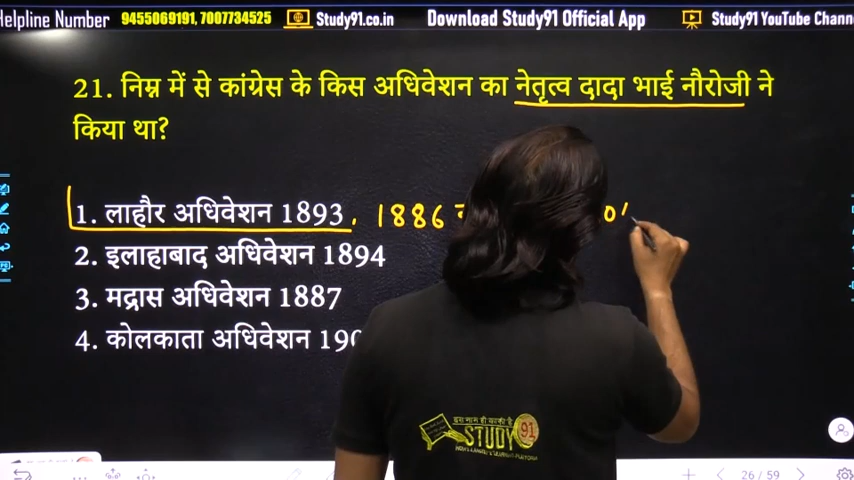 Helpline Number 9455069191, 7007734525 Study91.co.in Download Study91 Official App Study91 YouTube Chann
21. निम्न में से कांग्रेस के किस अधिवेशन का नेतृत्व दादा भाई नौरोजी ने
किया था?
1. लाहौर अधिवेशन 1893, 1886
2. इलाहाबाद अधिवेशन 1894
3. मद्रास अधिवेशन 1887
4. कोलकाता अधिवेशन 190
STUDY 91
26 / 59